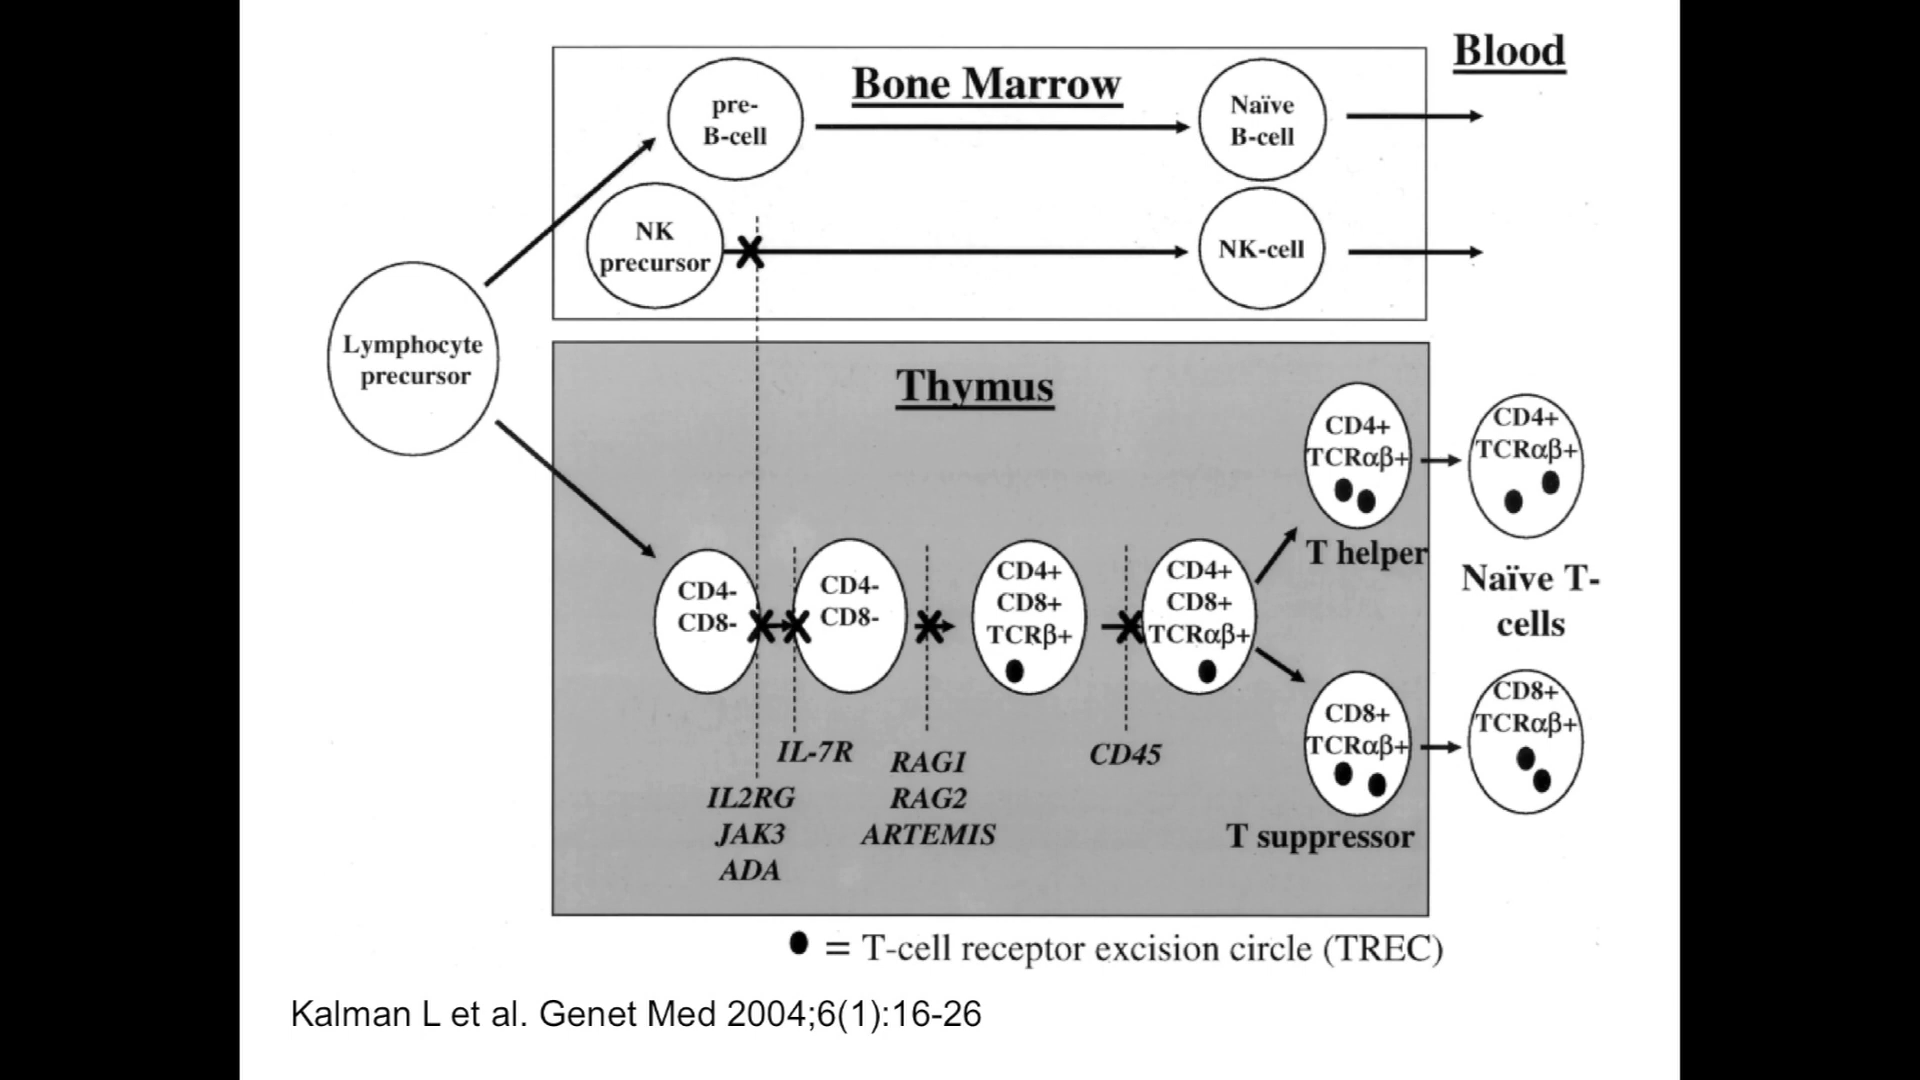 Blood
Bone Marrow
pre-
B-cell
Naïve
B-cell
NK
precursor
NK-cell
Lymphocyte
precursor
Thymus
CD4+
TCRαβ+
CD4+
TCRαβ+
T helper
CD4-
CD8-
CD4-
CD8-
CD4+
CD8+
TCRβ+
CD4+
CD8+
TCRαβ+
Naïve T-
cells
CD8+
TCRαβ+
CD8+
TCRαβ+
T suppressor
IL-7R
IL2RG
JAK3
ADA
RAG1
RAG2
ARTEMIS
CD45
= T-cell receptor excision circle (TREC)
Kalman L et al. Genet Med 2004;6(1):16-26